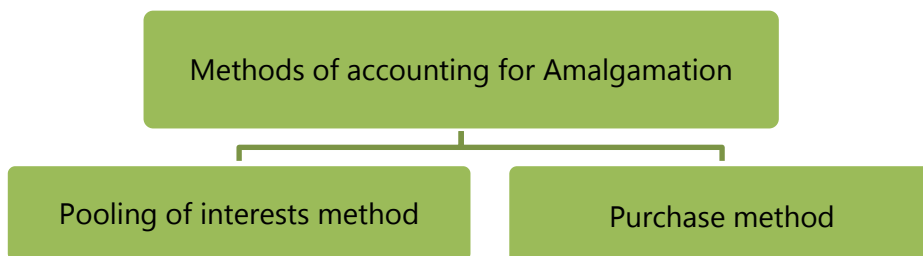 Methods of accounting for Amalgamation
Pooling of interests method
Purchase method